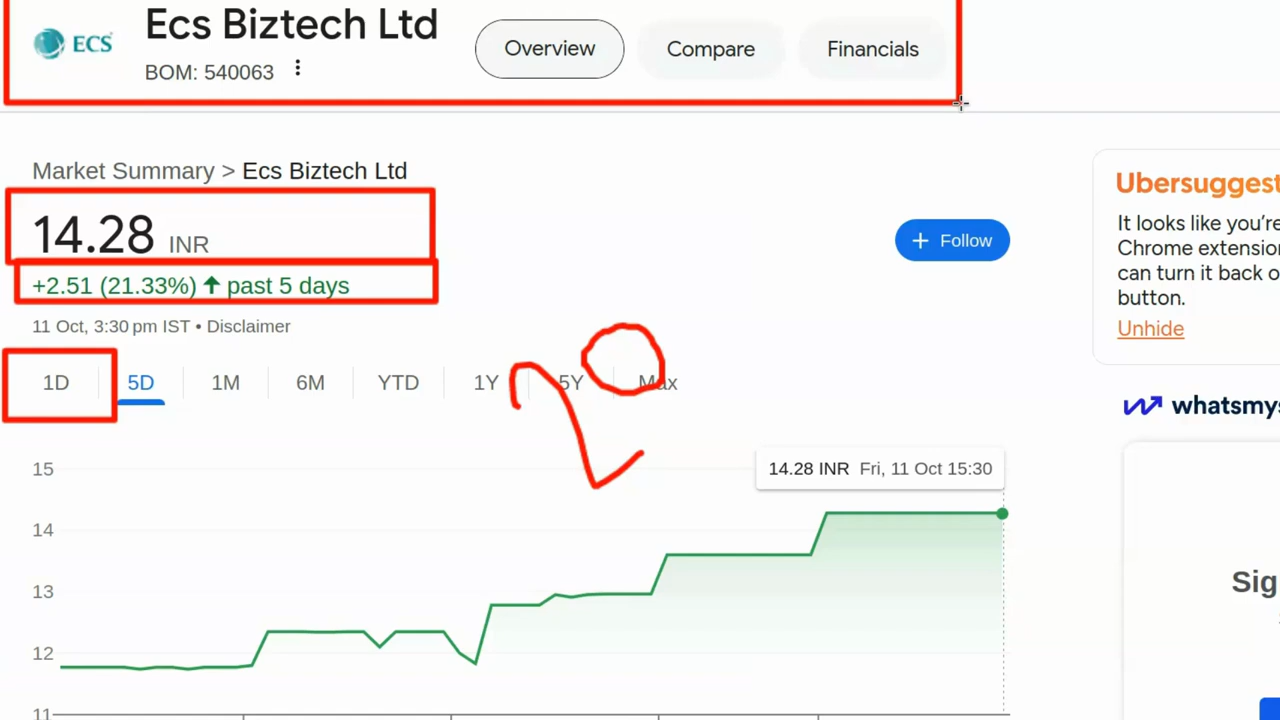 ECS
Ecs Biztech Ltd
BOM: 540063
Overview
Compare
Financials
Market Summary > Ecs Biztech Ltd
14.28 INR
+2.51 (21.33%) ↑ past 5 days
11 Oct, 3:30 pm IST • Disclaimer
+ Follow
1D 5D 1M 6M YTD 1Y 5Y Max
14.28 INR Fri, 11 Oct 15:30
15
14
13
12
11
Ubersuggest
It looks like you're
Chrome extension
can turn it back o
button.
Unhide
whatsmys
Sig